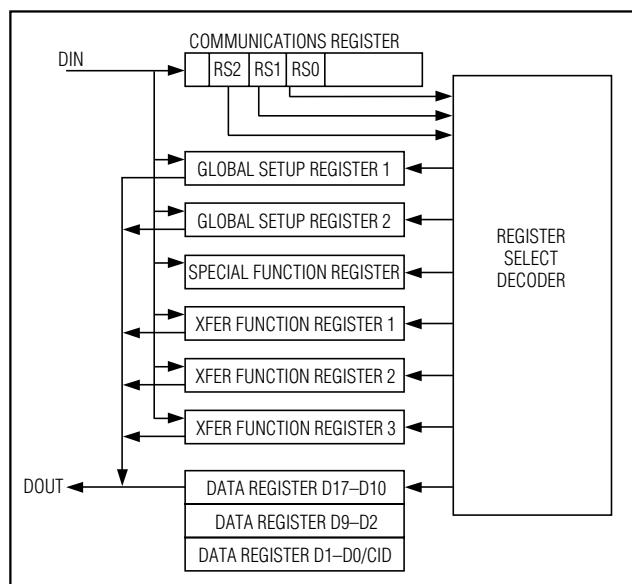 COMMUNICATIONS REGISTER
DIN
RS2 RS1 RS0
GLOBAL SETUP REGISTER 1
GLOBAL SETUP REGISTER 2
SPECIAL FUNCTION REGISTER
XFER FUNCTION REGISTER 1
XFER FUNCTION REGISTER 2
XFER FUNCTION REGISTER 3
REGISTER
SELECT
DECODER
DOUT
DATA REGISTER D17–D10
DATA REGISTER D9–D2
DATA REGISTER D1–D0/CID